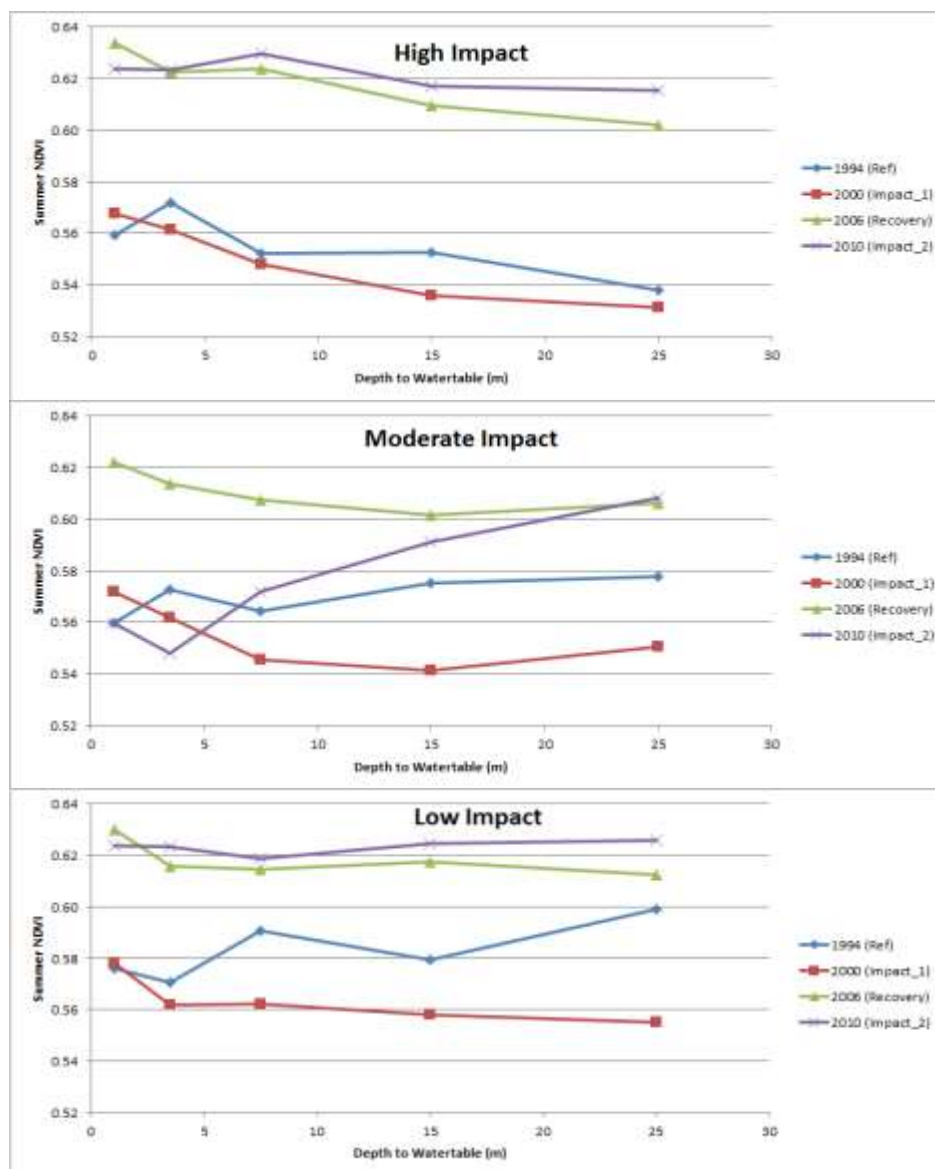 High Impact
0.64
0.62
0.60
0.58
0.56
0.54
0.52
Summer NDVI
0 5 10 15 20 25 30
Depth to Watertable (m)
1994 (Ref)
2000 (Impact_1)
2006 (Recovery)
2010 (Impact_2)
Moderate Impact
0.64
0.62
0.60
0.58
0.56
0.54
0.52
Summer NDVI
0 5 10 15 20 25 30
Depth to Watertable (m)
1994 (Ref)
2000 (Impact_1)
2006 (Recovery)
2010 (Impact_2)
Low Impact
0.64
0.62
0.60
0.58
0.56
0.54
0.52
Summer NDVI
0 5 10 15 20 25 30
Depth to Watertable (m)
1994 (Ref)
2000 (Impact_1)
2006 (Recovery)
2010 (Impact_2)